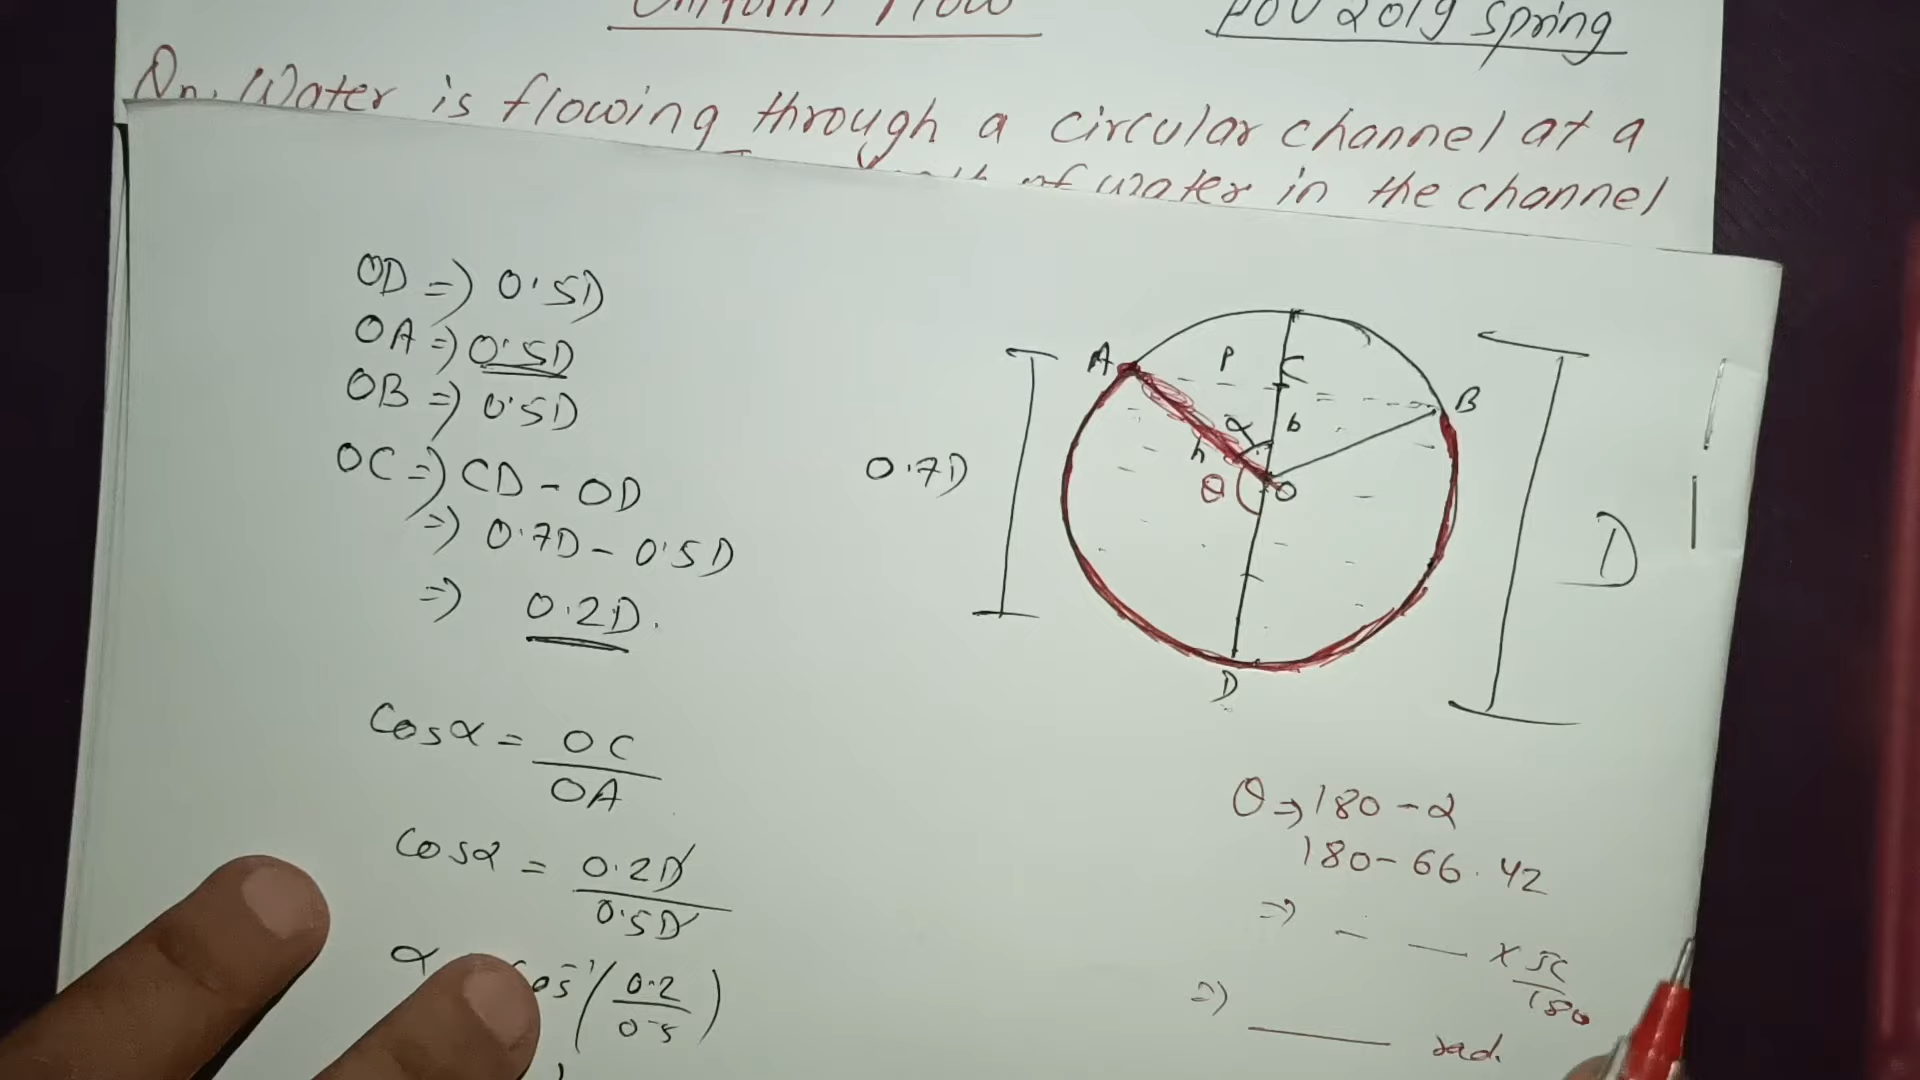 Uniform Flow
POU 2019 Spring
Qn. Water is flowing through a circular channel at a
of water in the channel
OD => 0.5D
OA => 0.5D
OB => 0.5D
OC => CD - OD
=> 0.7D - 0.5D
=> 0.2D.
Cosα = OC
OA
Cosα = 0.2D
0.5D
α
(0.2
0.5)
0.7D
A
P
C
B
α
b
h
θ
O
D
D
θ => 180 - α
180 - 66.42
=> _ _ × π
180
=> _ rad.